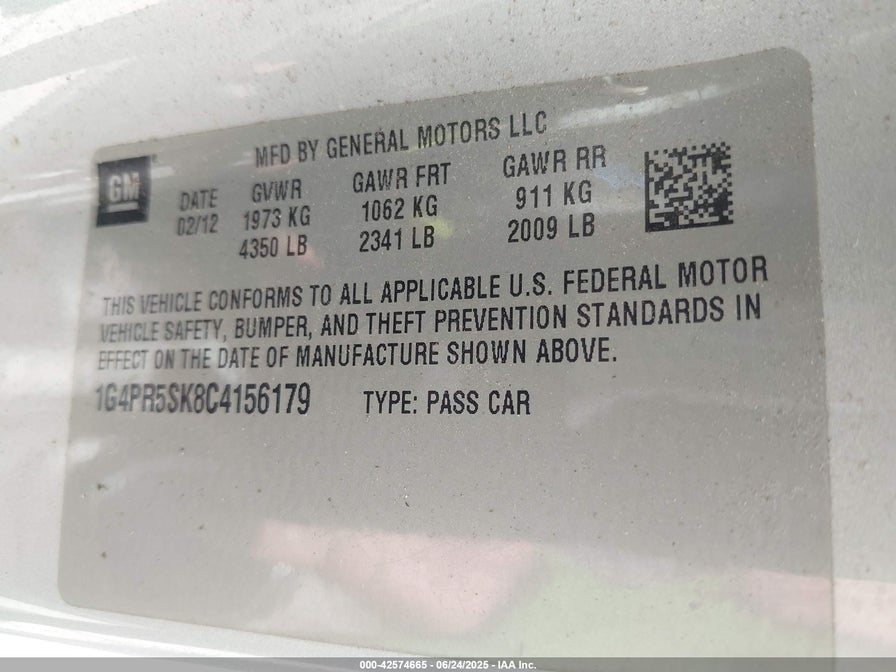 MFD BY GENERAL MOTORS LLC
GM
DATE GVWR GAWR FRT GAWR RR
02/12 1973 KG 1062 KG 911 KG
4350 LB 2341 LB 2009 LB
THIS VEHICLE CONFORMS TO ALL APPLICABLE U.S. FEDERAL MOTOR
VEHICLE SAFETY, BUMPER, AND THEFT PREVENTION STANDARDS IN
EFFECT ON THE DATE OF MANUFACTURE SHOWN ABOVE.
1G4PR5SK8C4156179 TYPE: PASS CAR
000-42574665 - 06/24/2025 - IAA Inc.